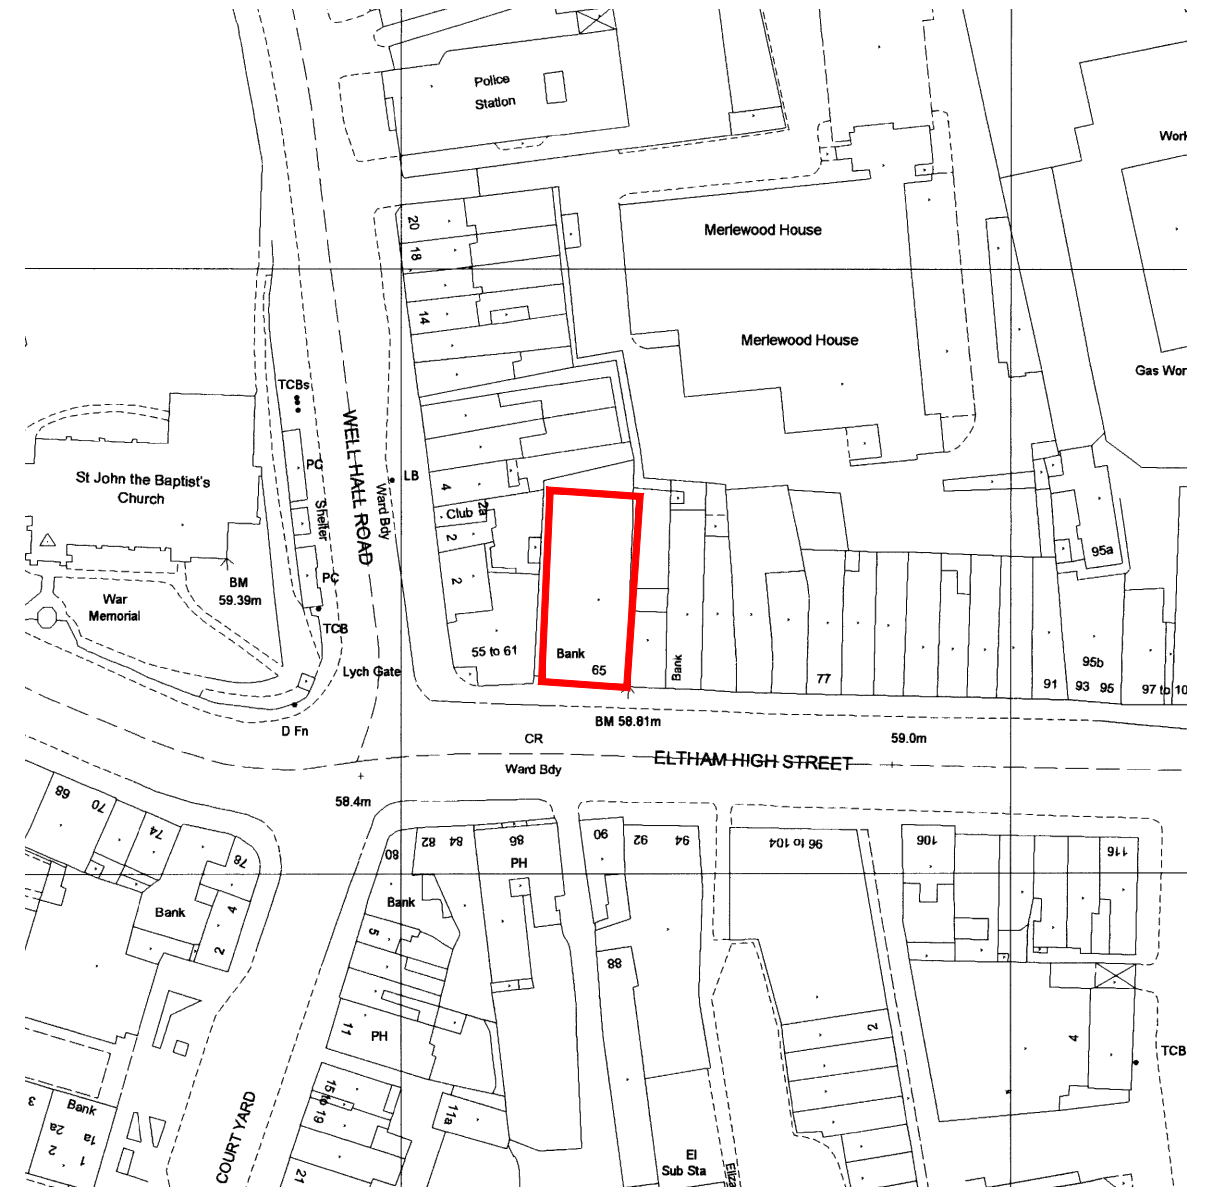 Police
Station
Work
20
18
14
Merlewood House
Merlewood House
Gas Wor
TCBs
WELL HALL ROAD
PC
LB
Ward Bdy
Shelter
St John the Baptist's
Church
4
Club
2a
2
2
PC
TCB
BM
59.39m
War
Memorial
Lych Gate
D Fn
55 to 61
Bank
65
Bank
77
91
95a
95b
93
95
97 to 10
BM 58.81m
CR
59.0m
ELTHAM HIGH STREET
Ward Bdy
58.4m
68
70
74
78
80
82
84
86
PH
90
92
94
96 to 104
106
116
Bank
4
2
Bank
5
88
11
PH
2
4
TCB
15 to 19
11a
21
COURTYARD
3
Bank
2a
1a
2
1
El
Sub Sta
Eliza